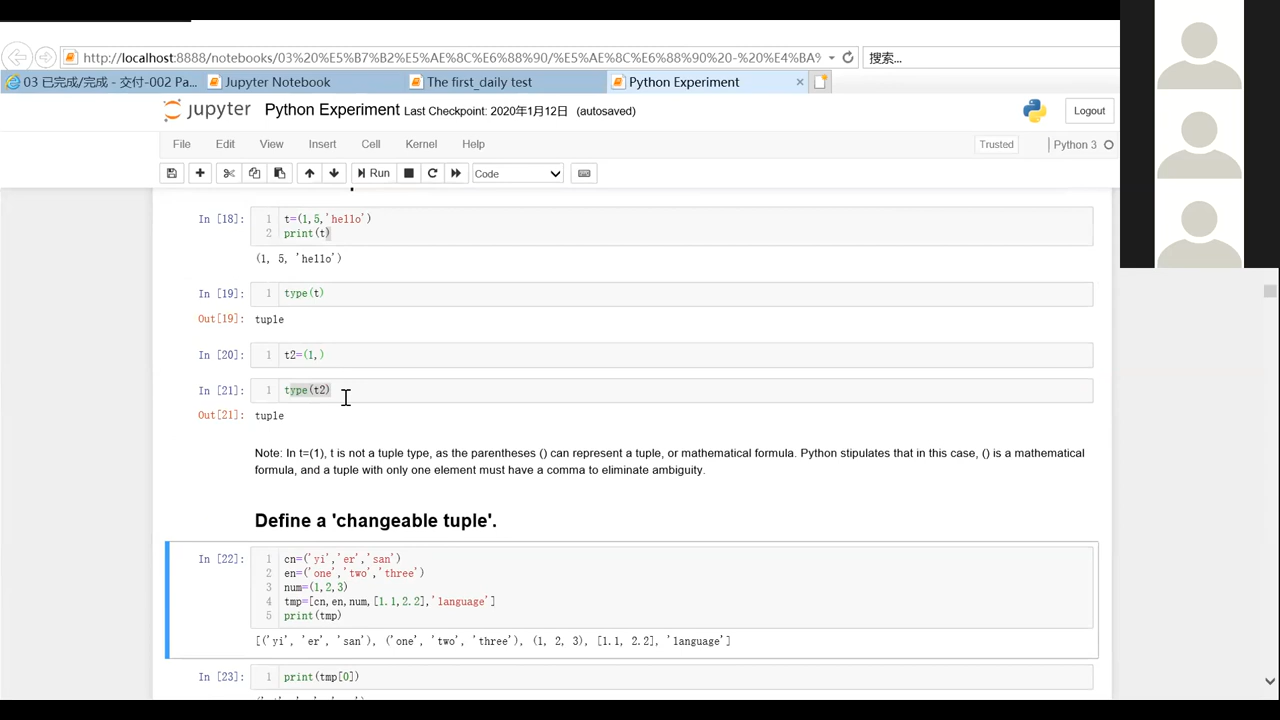 http://localhost:8888/notebooks/03%20%E5%B7%B2%E5%AE%8C%E6%88%90/%E5%AE%8C%E6%88%90%20-%20%E4%BA%9
搜索...
03 已完成/完成 - 交付-002 Pa...
Jupyter Notebook
The first_daily test
Python Experiment
jupyter Python Experiment Last Checkpoint: 2020年1月12日 (autosaved)
Logout
File Edit View Insert Cell Kernel Help
Trusted
Python 3
Run
Code
In [18]:
1 t=(1,5,'hello')
2 print(t)
(1, 5, 'hello')
In [19]:
1 type(t)
Out[19]: tuple
In [20]:
1 t2=(1,)
In [21]:
1 type(t2)
Out[21]: tuple
Note: In t=(1), t is not a tuple type, as the parentheses () can represent a tuple, or mathematical formula. Python stipulates that in this case, () is a mathematical
formula, and a tuple with only one element must have a comma to eliminate ambiguity.
Define a 'changeable tuple'.
In [22]:
1 cn=('yi','er','san')
2 en=('one','two','three')
3 num=(1,2,3)
4 tmp=[cn,en,num,[1.1,2.2],'language']
5 print(tmp)
[('yi', 'er', 'san'), ('one', 'two', 'three'), (1, 2, 3), [1.1, 2.2], 'language']
In [23]:
1 print(tmp[0])